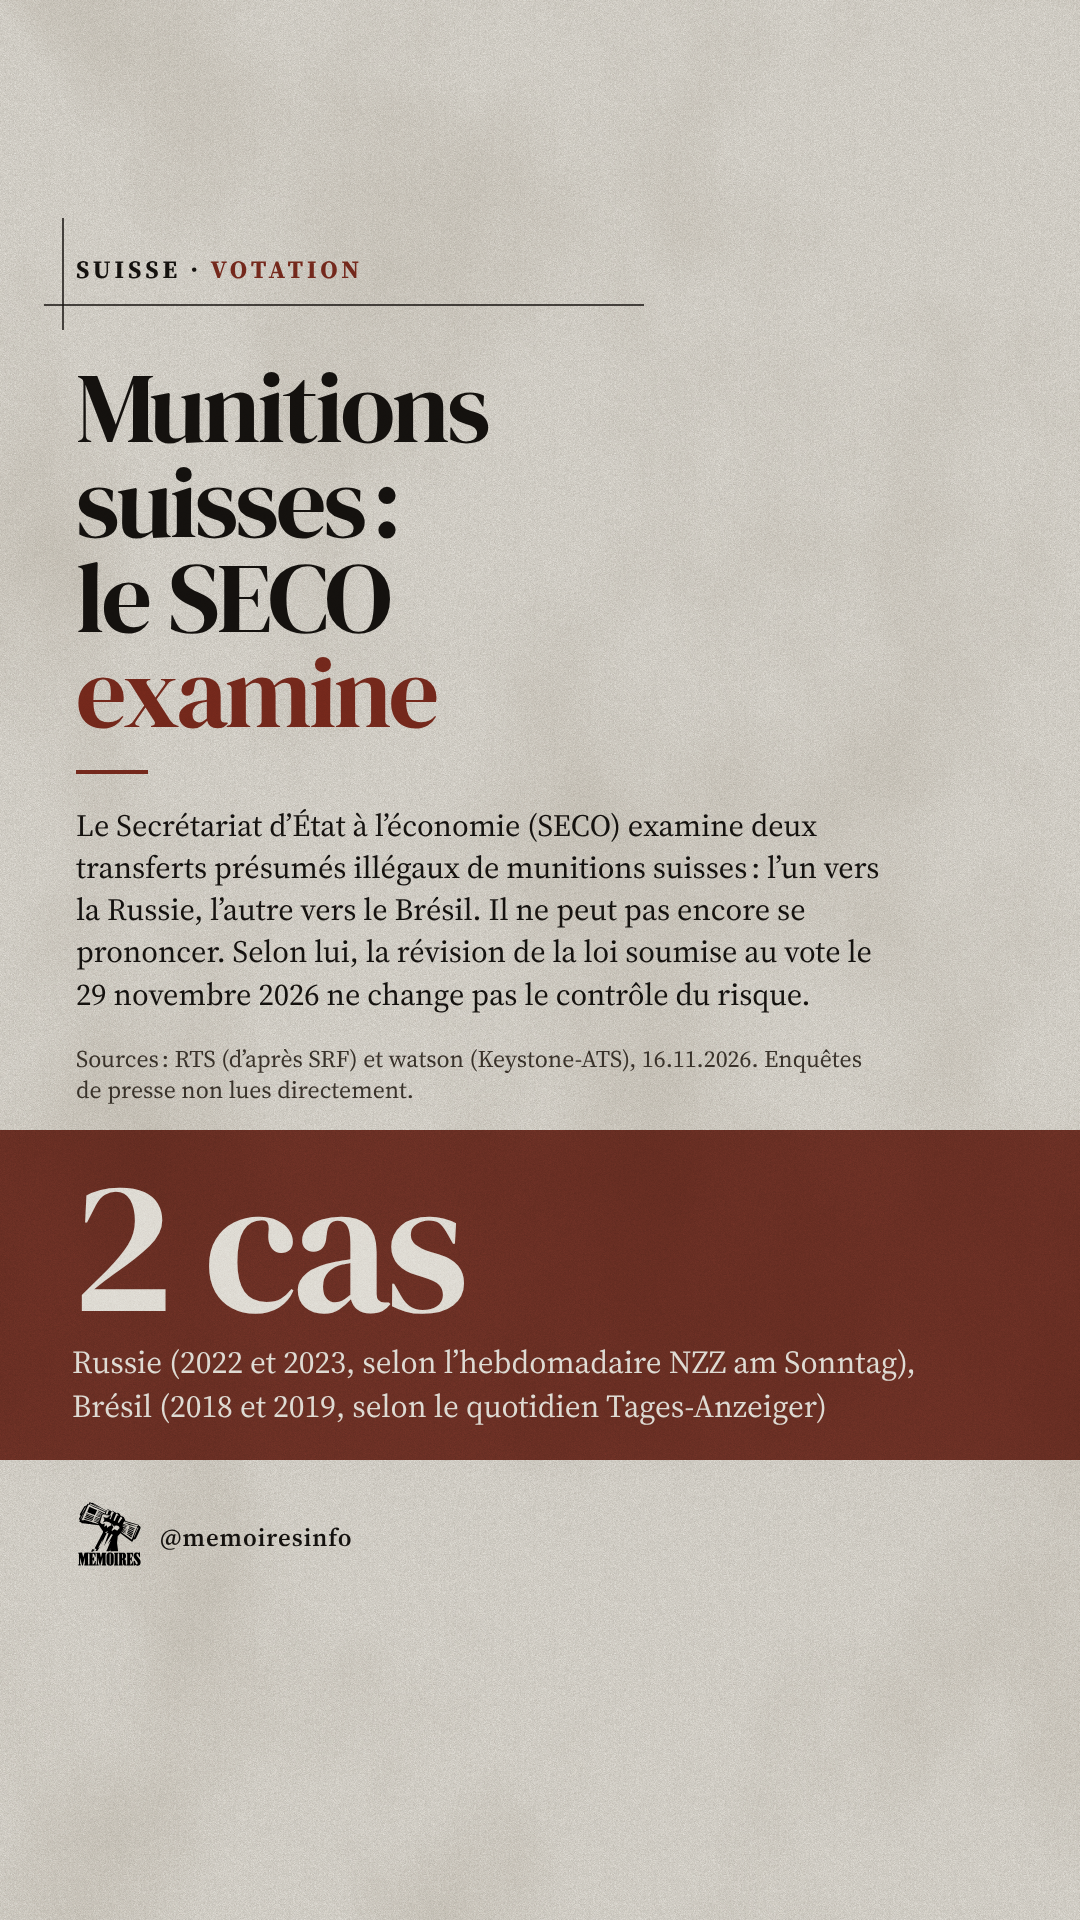 SUISSE · VOTATION
Munitions
suisses :
le SECO
examine
Le Secrétariat d’État à l’économie (SECO) examine deux
transferts présumés illégaux de munitions suisses : l’un vers
la Russie, l’autre vers le Brésil. Il ne peut pas encore se
prononcer. Selon lui, la révision de la loi soumise au vote le
29 novembre 2026 ne change pas le contrôle du risque.
Sources : RTS (d’après SRF) et watson (Keystone-ATS), 16.11.2026. Enquêtes
de presse non lues directement.
2 cas
Russie (2022 et 2023, selon l’hebdomadaire NZZ am Sonntag),
Brésil (2018 et 2019, selon le quotidien Tages-Anzeiger)
MÉMOIRES
@memoiresinfo